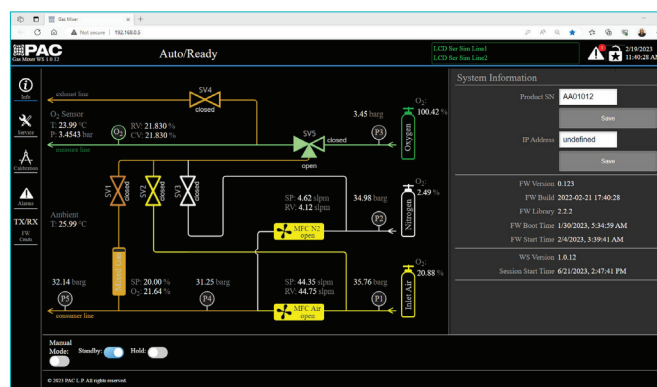 Gas Mixer
Not secure 192.168.0.5
PAC
Gas Mixer
WS 1.0.12
Auto/Ready
LCD Ser Sim Line1
LCD Ser Sim Line2
2/19/2023
11:40:28 AM
Info
Service
Calibration
Alarms
TX/RX
FW
Cmds
exhaust line
O2 Sensor
T: 23.99 °C
P: 3.4543 bar
O2
RV: 21.830 %
CV: 21.830 %
measure line
SV4
closed
SV5
closed
open
3.45 barg
P3
O2:
100.42 %
Oxygen
SV1
closed
SV2
closed
SV3
closed
Ambient
T: 25.99 °C
SP: 4.62 slpm
RV: 4.12 slpm
34.98 barg
P2
O2:
2.49 %
Nitrogen
MFC N2
open
Mixed Gas
32.14 barg
P5
SP: 20.00 %
O2: 21.64 %
31.25 barg
P4
SP: 44.35 slpm
RV: 44.75 slpm
35.76 barg
P1
O2:
20.88 %
Inlet Air
MFC Air
open
consumer line
System Information
Product SN AA01012
Save
IP Address undefined
Save
FW Version 0.123
FW Build 2022-02-21 17:40:28
FW Library 2.2.2
FW Boot Time 1/30/2023, 5:34:59 AM
FW Start Time 2/4/2023, 3:39:41 AM
WS Version 1.0.12
Session Start Time 6/21/2023, 2:47:41 PM
Manual
Mode:
Standby:
Hold:
© 2023 PAC L.P. All rights reserved.